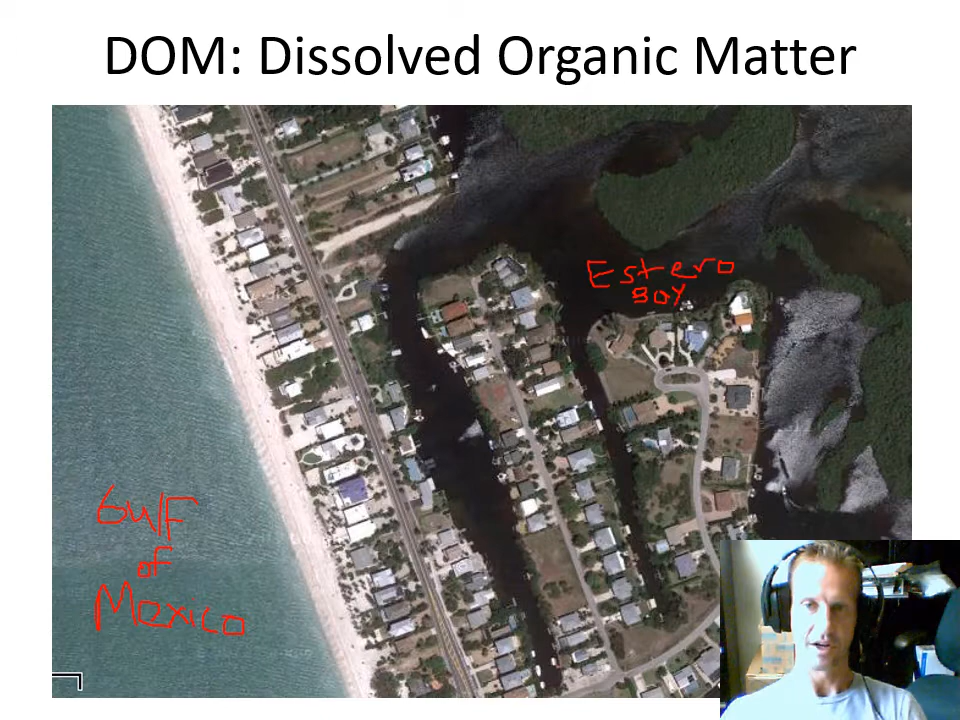 DOM: Dissolved Organic Matter
Estero
Bay
Gulf
of
Mexico